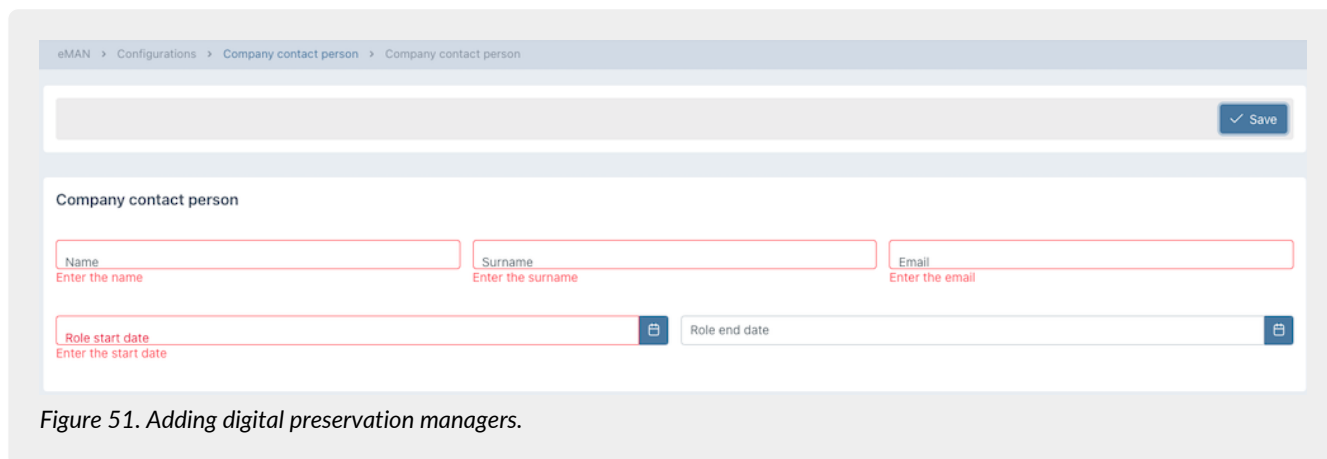 eMAN > Configurations > Company contact person > Company contact person
Save
Company contact person
Name Surname Email
Enter the name Enter the surname Enter the email
Role start date Role end date
Enter the start date
Figure 51. Adding digital preservation managers.